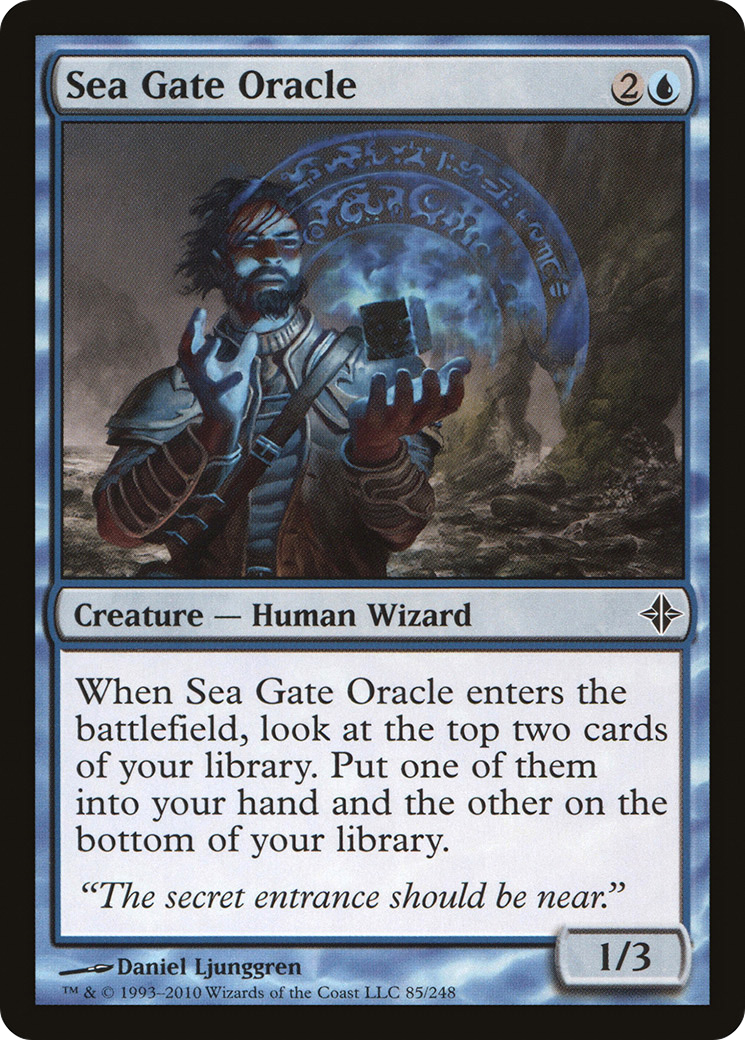 Sea Gate Oracle 2
Creature — Human Wizard
When Sea Gate Oracle enters the
battlefield, look at the top two cards
of your library. Put one of them
into your hand and the other on the
bottom of your library.
“The secret entrance should be near.”
1/3
Daniel Ljunggren
™ & © 1993–2010 Wizards of the Coast LLC 85/248